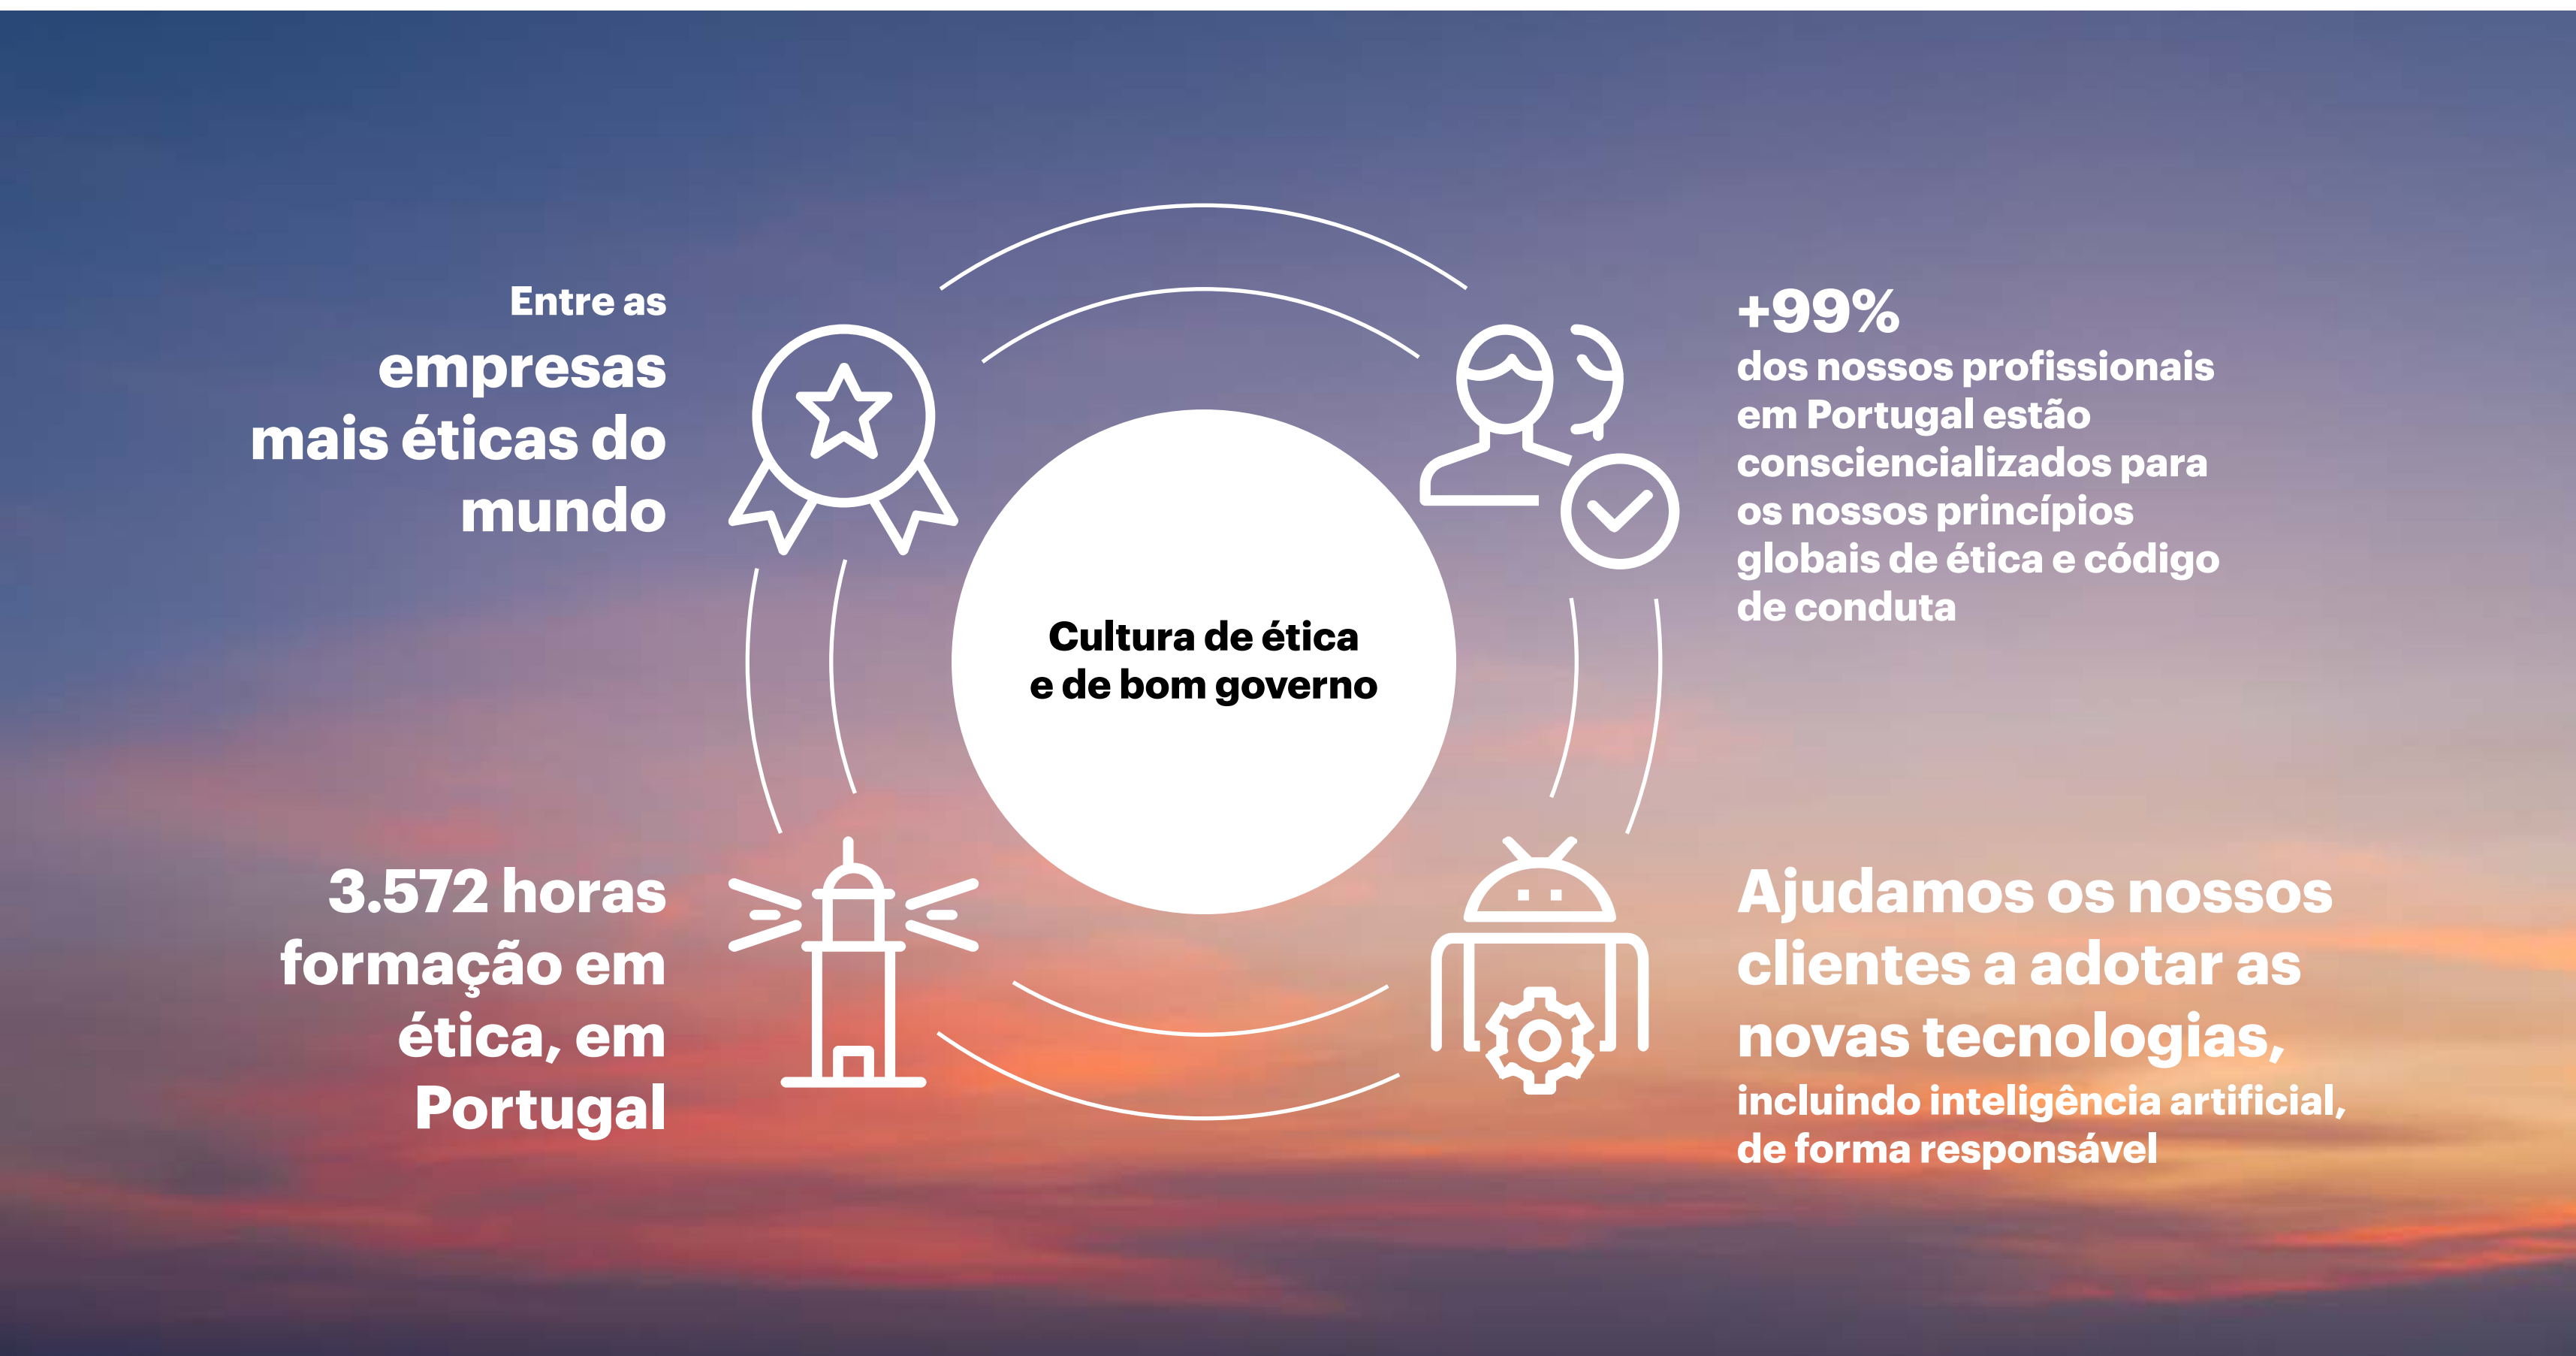 Entre as
empresas
mais éticas do
mundo
+99%
dos nossos profissionais
em Portugal estão
consciencializados para
os nossos princípios
globais de ética e código
de conduta
Cultura de ética
e de bom governo
3.572 horas
formação em
ética, em
Portugal
Ajudamos os nossos
clientes a adotar as
novas tecnologias,
incluindo inteligência artificial,
de forma responsável